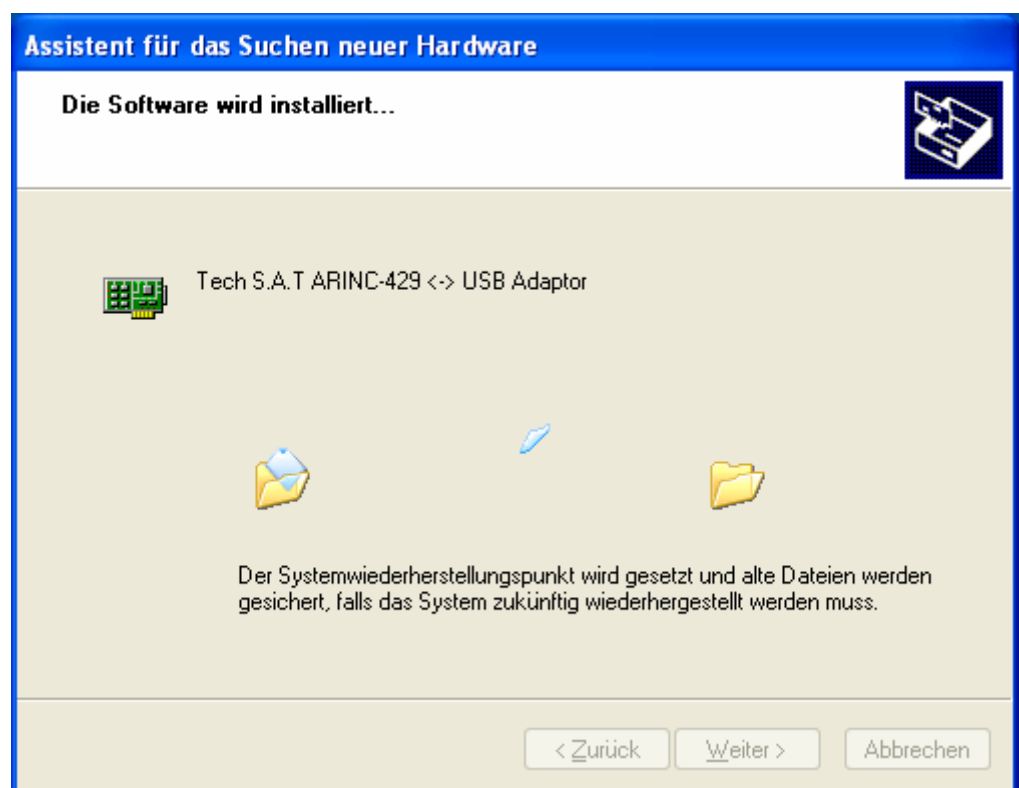 Assistent für das Suchen neuer Hardware
Die Software wird installiert...
Tech S.A.T ARINC-429 <-> USB Adaptor
Der Systemwiederherstellungspunkt wird gesetzt und alte Dateien werden
gesichert, falls das System zukünftig wiederhergestellt werden muss.
< Zurück Weiter > Abbrechen